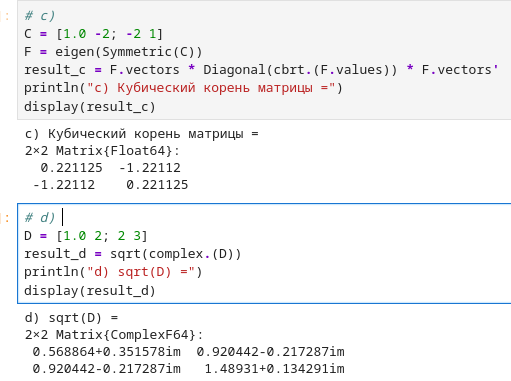 ]:
# c)
C = [1.0 -2; -2 1]
F = eigen(Symmetric(C))
result_c = F.vectors * Diagonal(cbrt.(F.values)) * F.vectors'
println("c) Кубический корень матрицы =")
display(result_c)
c) Кубический корень матрицы =
2×2 Matrix{Float64}:
0.221125 -1.22112
-1.22112 0.221125
]:
# d)
D = [1.0 2; 2 3]
result_d = sqrt(complex.(D))
println("d) sqrt(D) =")
display(result_d)
d) sqrt(D) =
2×2 Matrix{ComplexF64}:
0.568864+0.351578im 0.920442-0.217287im
0.920442-0.217287im 1.48931+0.134291im